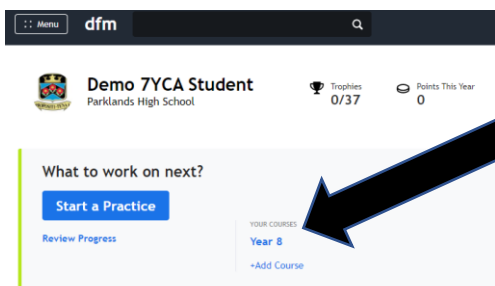 :: Menu dfm
Demo 7YCA Student
Parklands High School
Trophies
0/37
Points This Year
0
What to work on next?
Start a Practice
Review Progress
YOUR COURSES
Year 8
+Add Course